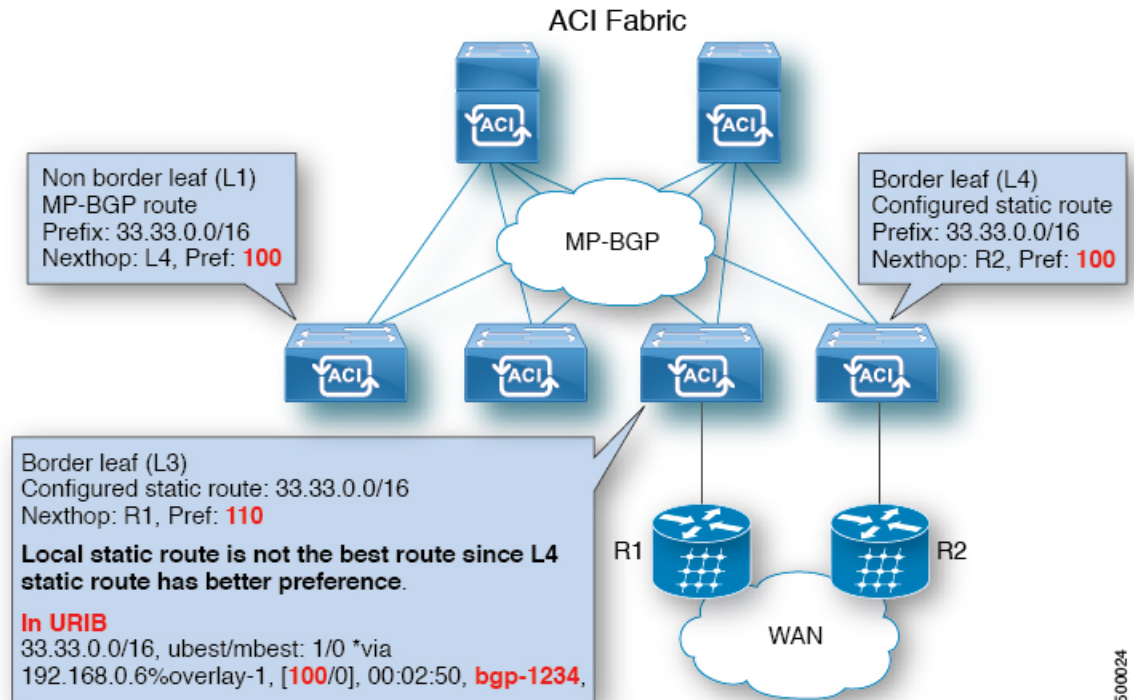 ACI Fabric
ACI
ACI
Non border leaf (L1)
MP-BGP route
Prefix: 33.33.0.0/16
Nexthop: L4, Pref: 100
MP-BGP
Border leaf (L4)
Configured static route
Prefix: 33.33.0.0/16
Nexthop: R2, Pref: 100
ACI
ACI
ACI
ACI
Border leaf (L3)
Configured static route: 33.33.0.0/16
Nexthop: R1, Pref: 110
Local static route is not the best route since L4
static route has better preference.
In URIB
33.33.0.0/16, ubest/mbest: 1/0 *via
192.168.0.6%overlay-1, [100/0], 00:02:50, bgp-1234,
R1
R2
WAN